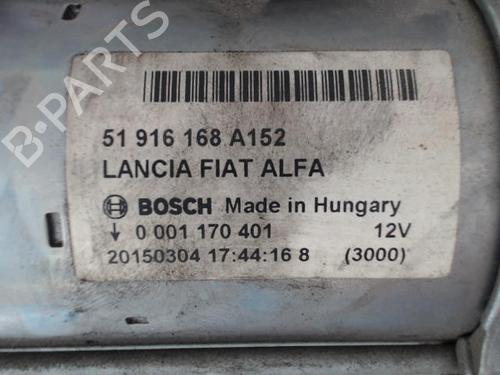 51 916 168 A152
LANCIA FIAT ALFA
BOSCH Made in Hungary
0 001 170 401 12V
20150304 17:44:16 8 (3000)
B-PARTS